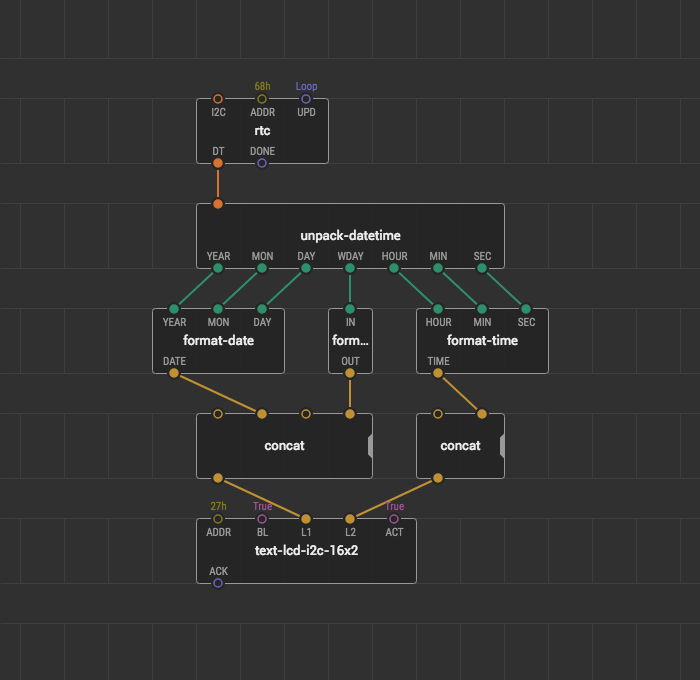 68h Loop
I2C ADDR UPD
rtc
DT DONE
unpack-datetime
YEAR MON DAY WDAY HOUR MIN SEC
YEAR MON DAY IN HOUR MIN SEC
format-date form... format-time
DATE OUT TIME
concat concat
27h True True
ADDR BL L1 L2 ACT
text-lcd-i2c-16x2
ACK